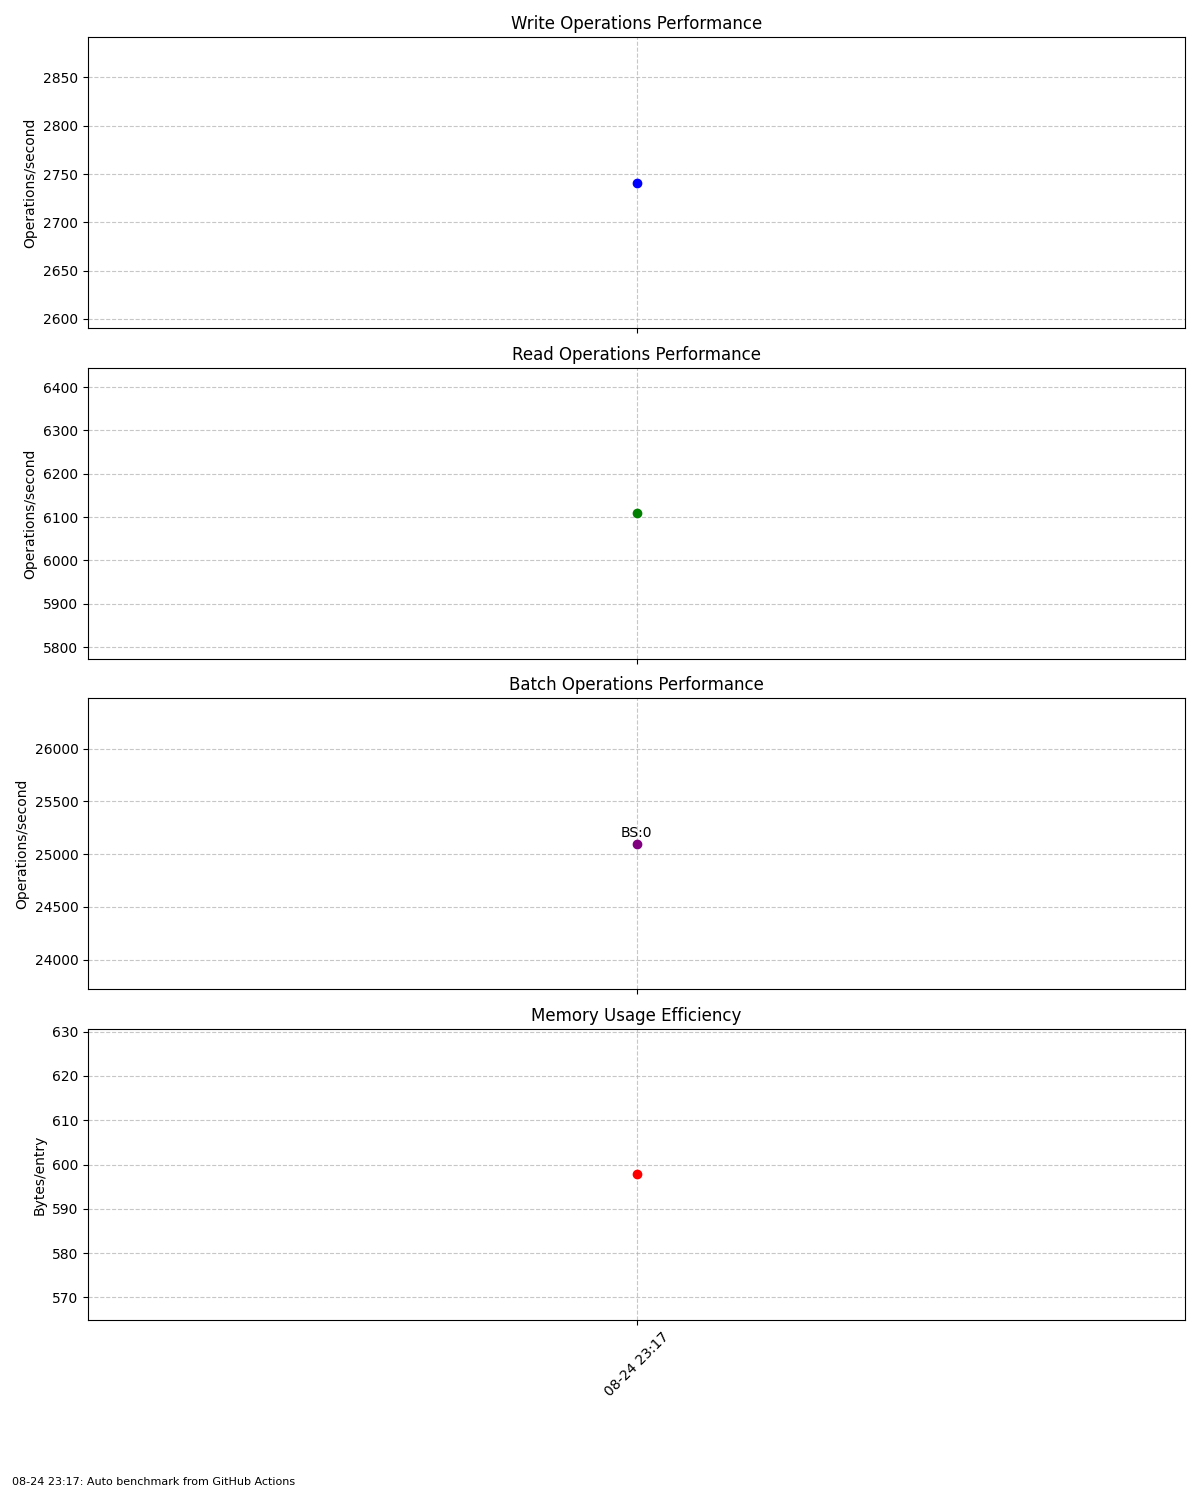 Write Operations Performance
Operations/second
2850
2800
2750
2700
2650
2600
Read Operations Performance
Operations/second
6400
6300
6200
6100
6000
5900
5800
Batch Operations Performance
Operations/second
26000
25500
25000
24500
24000
BS:0
Memory Usage Efficiency
Bytes/entry
630
620
610
600
590
580
570
08-24 23:17
08-24 23:17: Auto benchmark from GitHub Actions